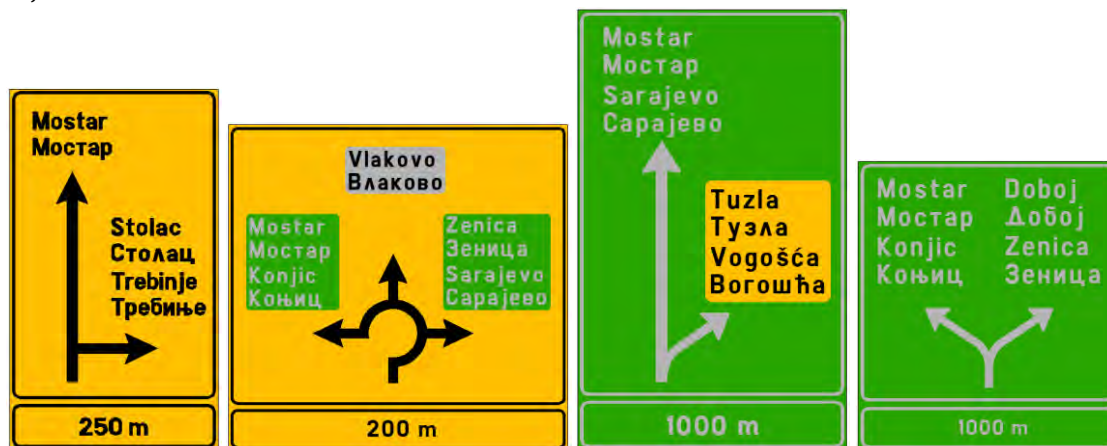 Mostar
Мостар
Stolac
Столац
Trebinje
Требиње
250 m
Vlakovo
Влаково
Mostar
Мостар
Konjic
Коњиц
Zenica
Зеница
Sarajevo
Сарајево
200 m
Mostar
Мостар
Sarajevo
Сарајево
Tuzla
Тузла
Vogošća
Вогошћа
1000 m
Mostar
Мостар
Konjic
Коњиц
Doboj
Добој
Zenica
Зеница
1000 m